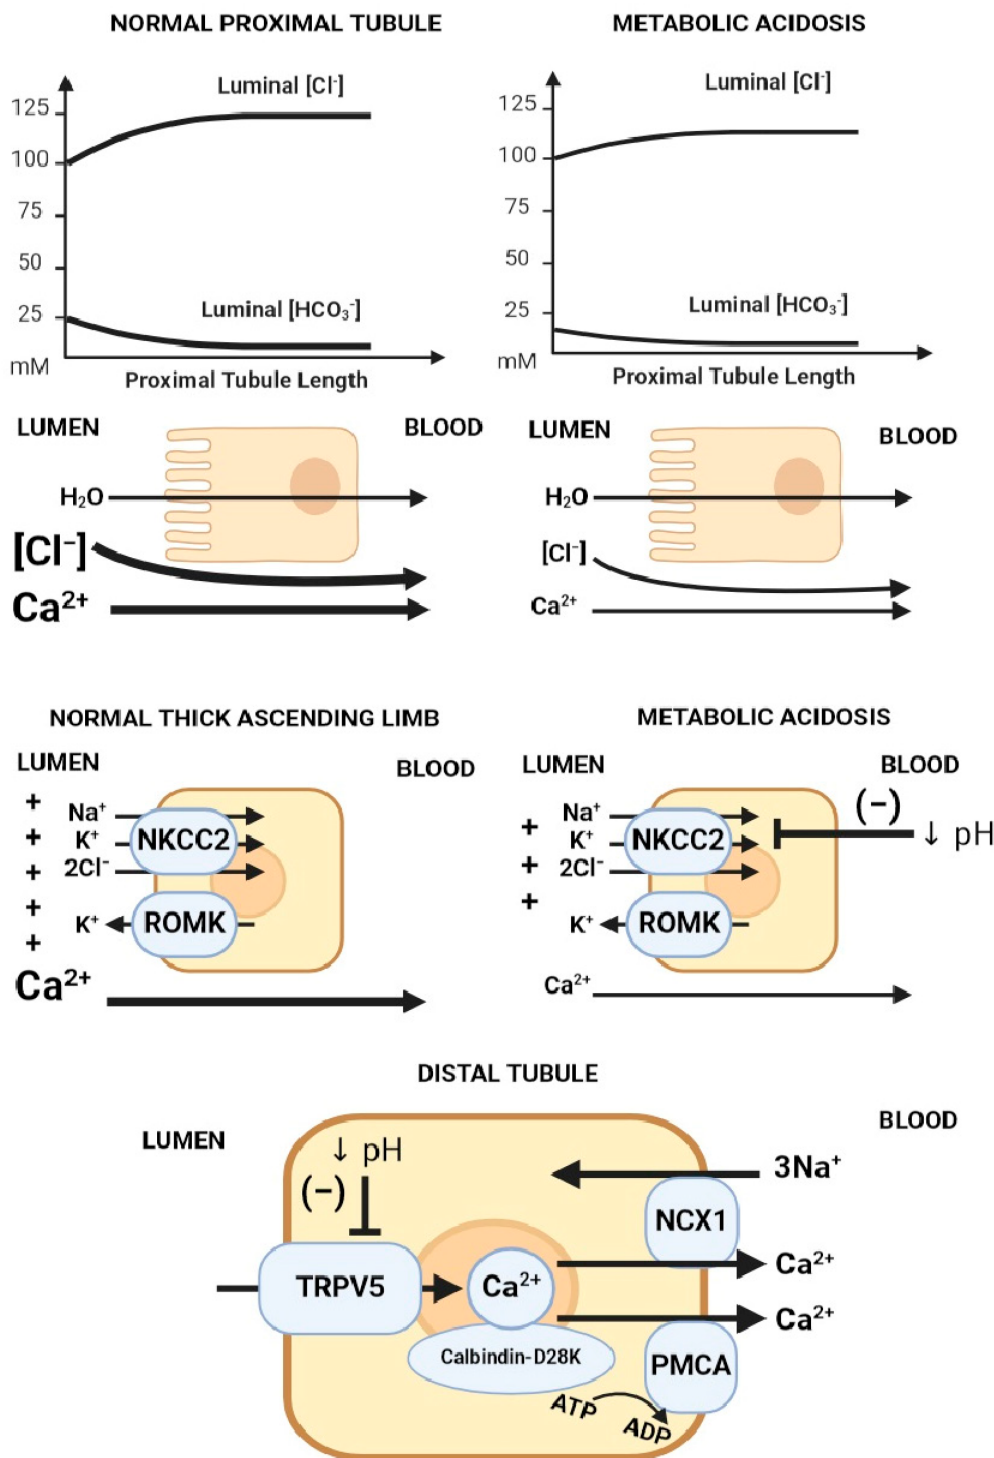 NORMAL PROXIMAL TUBULE
METABOLIC ACIDOSIS
Luminal [Cl⁻]
125
100
75
50
25
mM
Luminal [HCO₃⁻]
Proximal Tubule Length
Luminal [Cl⁻]
125
100
75
50
25
mM
Luminal [HCO₃⁻]
Proximal Tubule Length
LUMEN
BLOOD
H₂O
[Cl⁻]
Ca²⁺
LUMEN
BLOOD
H₂O
[Cl⁻]
Ca²⁺
NORMAL THICK ASCENDING LIMB
METABOLIC ACIDOSIS
LUMEN
BLOOD
+
+
+
+
+
Na⁺
K⁺
2Cl⁻
NKCC2
K⁺
ROMK
Ca²⁺
LUMEN
BLOOD
+
+
+
Na⁺
K⁺
2Cl⁻
NKCC2
(−)
↓ pH
K⁺
ROMK
Ca²⁺
DISTAL TUBULE
LUMEN
BLOOD
↓ pH
(−)
3Na⁺
NCX1
TRPV5
Ca²⁺
Ca²⁺
Ca²⁺
Calbindin-D28K
PMCA
ATP
ADP